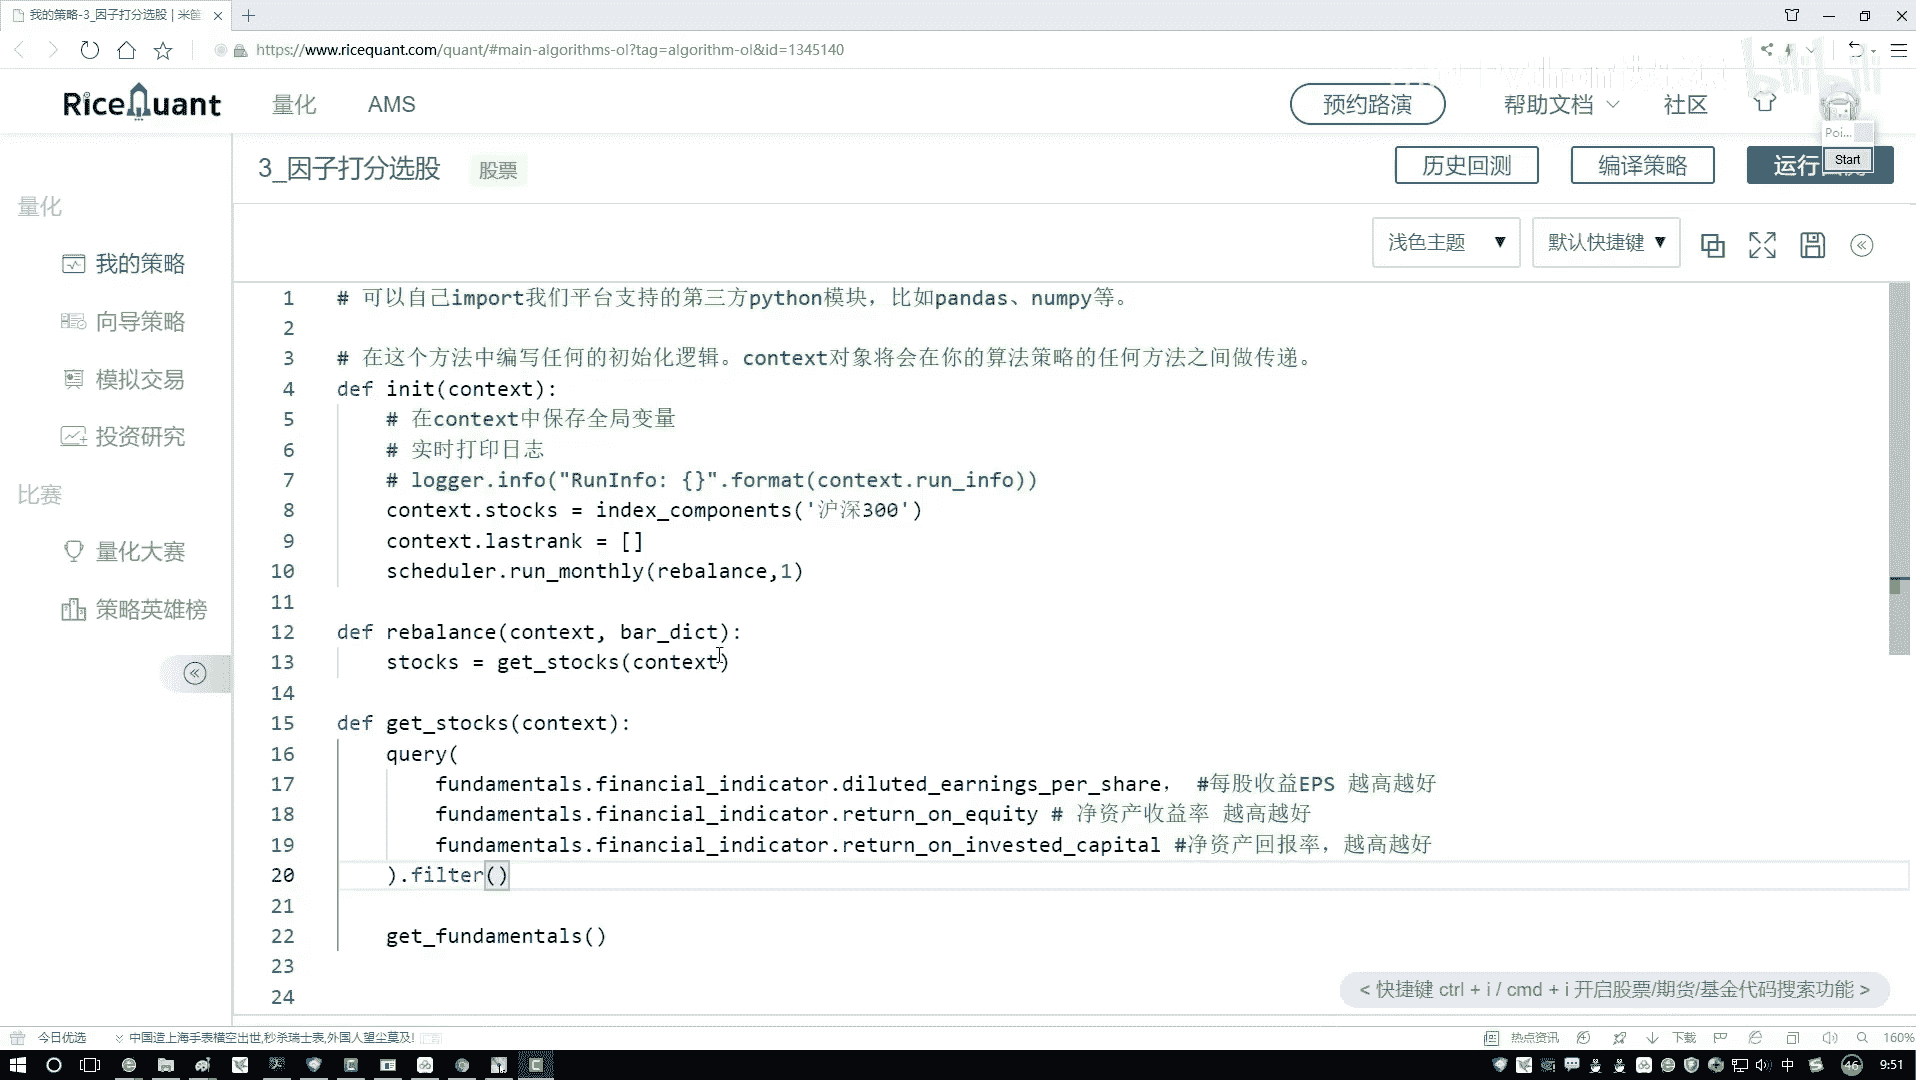 我的策略-3_因子打分选股 | 米筐
https://www.ricequant.com/quant/#main-algorithms-ol?tag=algorithm-ol&id=1345140
RiceQuant 量化 AMS 预约路演 帮助文档 社区
Poi...
Start
3_因子打分选股 股票 历史回测 编译策略 运行
浅色主题 默认快捷键
量化
我的策略
向导策略
模拟交易
投资研究
比赛
量化大赛
策略英雄榜
1 # 可以自己import我们平台支持的第三方python模块，比如pandas、numpy等。
2
3 # 在这个方法中编写任何的初始化逻辑。context对象将会在你的算法策略的任何方法之间做传递。
4 def init(context):
5 # 在context中保存全局变量
6 # 实时打印日志
7 # logger.info("RunInfo: {}".format(context.run_info))
8 context.stocks = index_components('沪深300')
9 context.lastrank = []
10 scheduler.run_monthly(rebalance,1)
11
12 def rebalance(context, bar_dict):
13 stocks = get_stocks(context)
14
15 def get_stocks(context):
16 query(
17 fundamentals.financial_indicator.diluted_earnings_per_share， #每股收益EPS 越高越好
18 fundamentals.financial_indicator.return_on_equity # 净资产收益率 越高越好
19 fundamentals.financial_indicator.return_on_invested_capital #净资产回报率，越高越好
20 ).filter()
21
22 get_fundamentals()
23
24
< 快捷键 ctrl + i / cmd + i 开启股票/期货/基金代码搜索功能 >
今日优选 中国造上海手表横空出世,秒杀瑞士表,外国人望尘莫及! 热点资讯 下载 160%
中 46 9:51